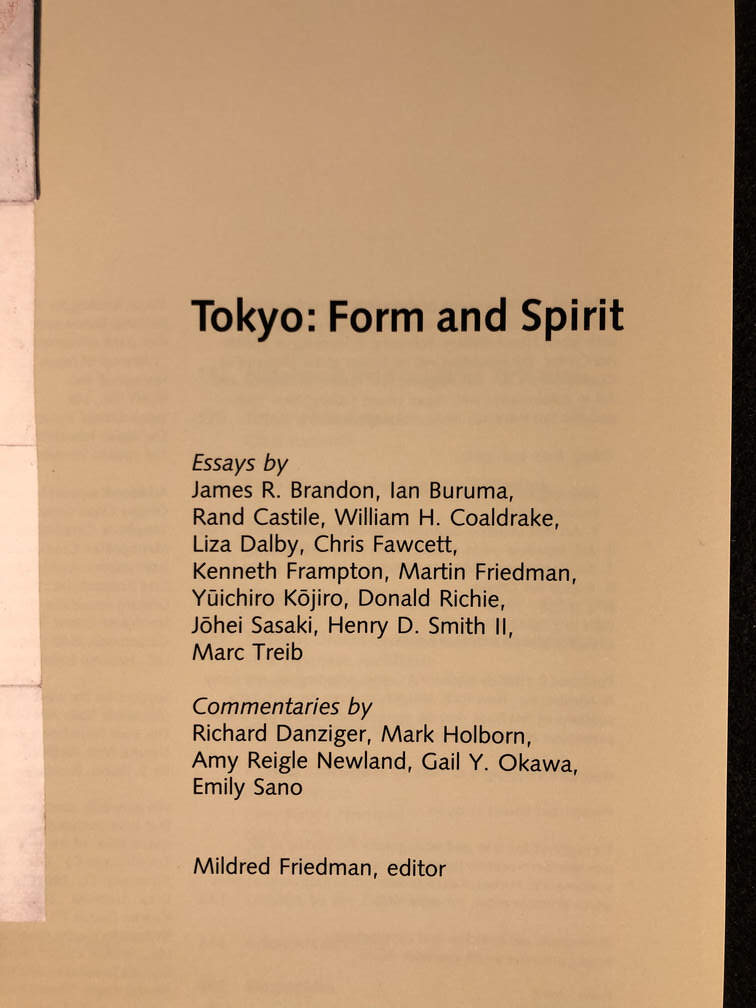 Tokyo: Form and Spirit
Essays by
James R. Brandon, Ian Buruma,
Rand Castile, William H. Coaldrake,
Liza Dalby, Chris Fawcett,
Kenneth Frampton, Martin Friedman,
Yūichiro Kōjiro, Donald Richie,
Jōhei Sasaki, Henry D. Smith II,
Marc Treib
Commentaries by
Richard Danziger, Mark Holborn,
Amy Reigle Newland, Gail Y. Okawa,
Emily Sano
Mildred Friedman, editor